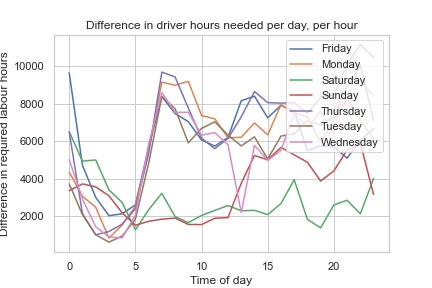 Difference in driver hours needed per day, per hour
Difference in required labour hours
10000
8000
6000
4000
2000
0
5
10
15
20
Time of day
Friday
Monday
Saturday
Sunday
Thursday
Tuesday
Wednesday